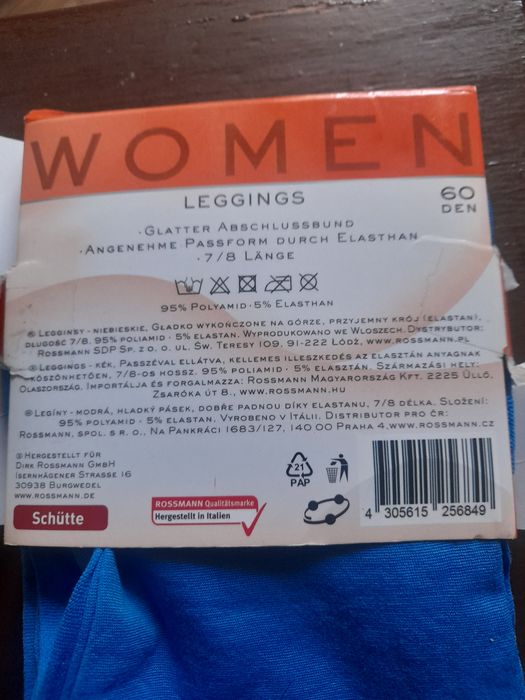 WOMEN
LEGGINGS
60
DEN
·GLATTER ABSCHLUSSBUND
·ANGENEHME PASSFORM DURCH ELASTHAN
·7/8 LÄNGE
95% POLYAMID·5% ELASTHAN
LEGGINSY - NIEBIESKIE, GŁADKO WYKOŃCZONE NA GÓRZE, PRZYJEMNY KRÓJ (ELASTAN),
DŁUGOŚĆ 7/8. 95% POLIAMID · 5% ELASTAN. WYPRODUKOWANO WE WŁOSZECH. DYSTRYBUTOR:
ROSSMANN SDP SP. Z O. O. UL. ŚW. TERESY 109, 91-222 ŁÓDŹ, WWW.ROSSMANN.PL
LEGGINGS - KÉK, PASSZÉVAL ELLÁTVA, KELLEMES ILLESZKEDÉS AZ ELASZTÁN ANYAGNAK
KÖSZÖNHETŐEN, 7/8-OS HOSSZ. 95% POLIAMID · 5% ELASZTÁN. SZÁRMAZÁSI HELY:
OLASZORSZÁG. IMPORTÁLJA ÉS FORGALMAZZA: ROSSMANN MAGYARORSZÁG KFT. 2225 ÜLLŐ,
ZSARÓKA ÚT 8., WWW.ROSSMANN.HU
LEGÍNY - MODRÁ, HLADKÝ PÁSEK, DOBŘE PADNOU DÍKY ELASTANU, 7/8 DÉLKA. SLOŽENÍ:
95% POLYAMID · 5% ELASTAN. VYROBENO V ITÁLII. DISTRIBUTOR PRO ČR:
ROSSMANN, SPOL. S R. O., NA PANKRÁCI 1683/127, 140 00 PRAHA 4, WWW.ROSSMANN.CZ
HERGESTELLT FÜR
DIRK ROSSMANN GMBH
ISERNHÄGENER STRASSE 16
30938 BURGWEDEL
WWW.ROSSMANN.DE
Schütte
ROSSMANN Qualitätsmarke
Hergestellt in Italien
21
PAP
4 305615 256849